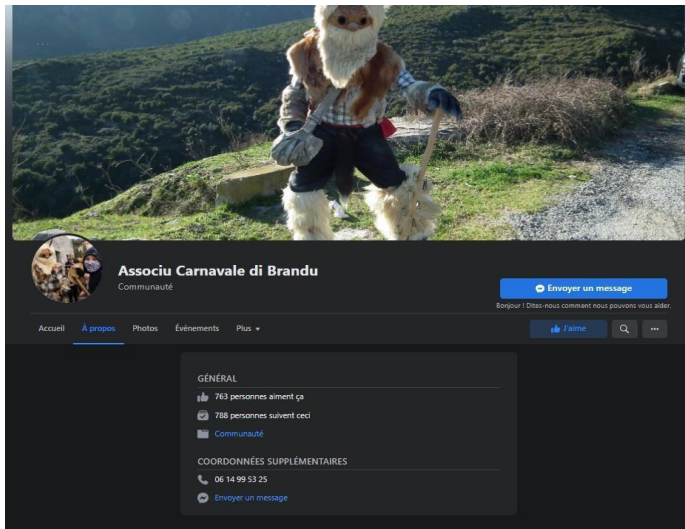 Associu Carnavale di Brandu
Communauté
Envoyer un message
Bonjour ! Dites-nous comment nous pouvons vous aider.
Accueil À propos Photos Événements Plus
J'aime
GÉNÉRAL
763 personnes aiment ça
788 personnes suivent ceci
Communauté
COORDONNÉES SUPPLÉMENTAIRES
06 14 99 53 25
Envoyer un message